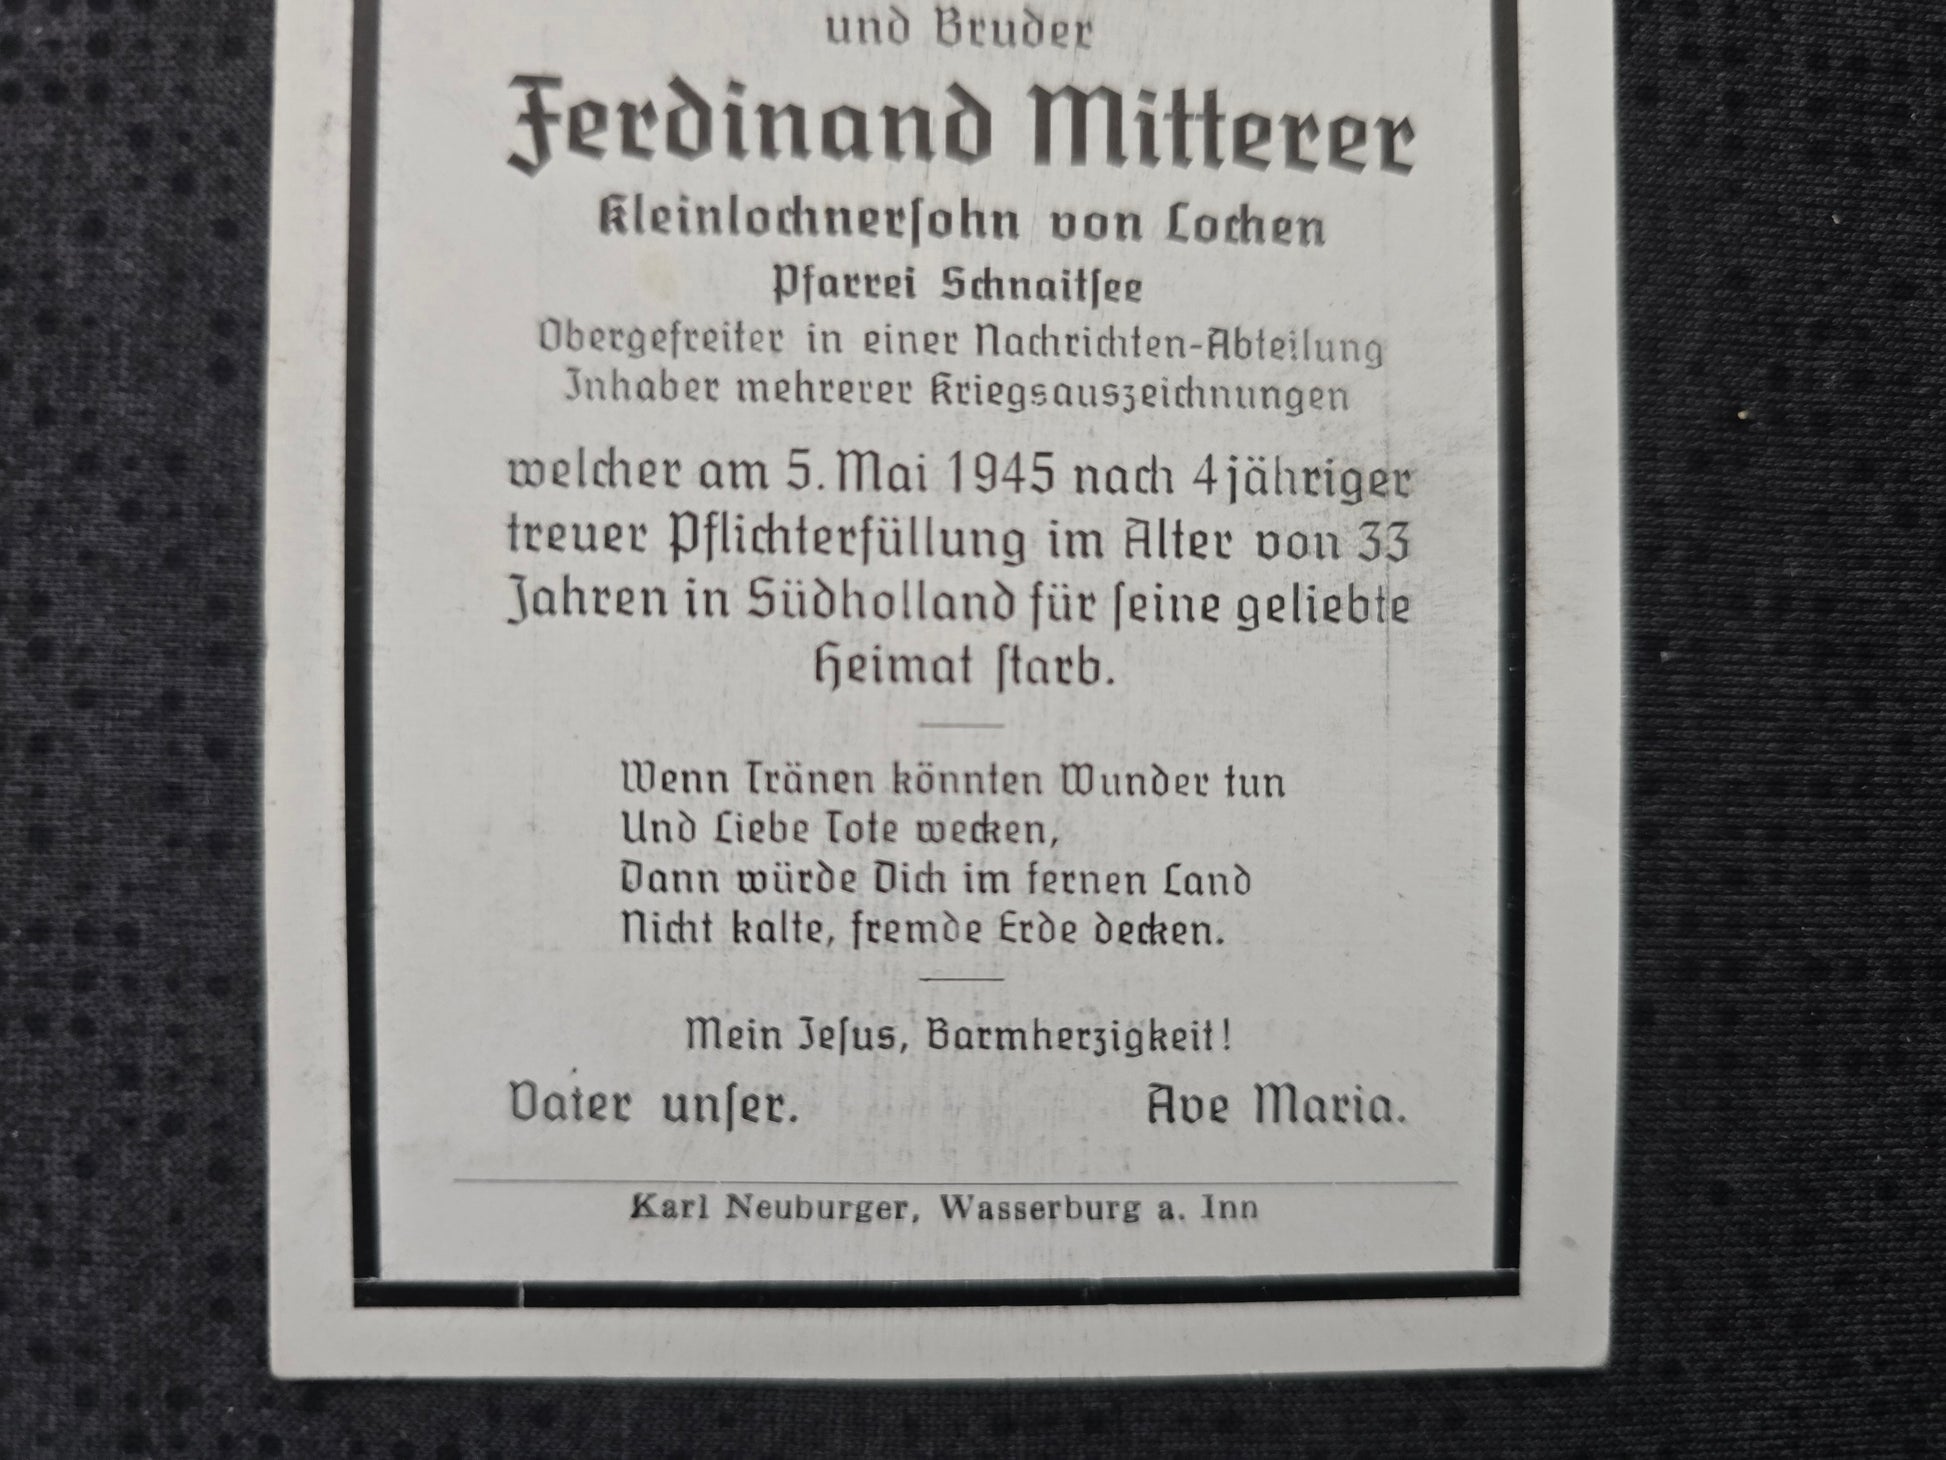 und Bruder
Ferdinand Mitterer
Kleinlochnerſohn von Lochen
Pfarrei Schnaitſee
Obergefreiter in einer Nachrichten-Abteilung
Inhaber mehrerer Kriegsauszeichnungen
welcher am 5. Mai 1945 nach 4jähriger
treuer Pflichterfüllung im Alter von 33
Jahren in Südholland für ſeine geliebte
Heimat ſtarb.
Wenn Tränen könnten Wunder tun
Und Liebe Tote wecken,
Dann würde Dich im fernen Land
Nicht kalte, fremde Erde decken.
Mein Jeſus, Barmherzigkeit!
Vater unſer. Ave Maria.
Karl Neuburger, Wasserburg a. Inn